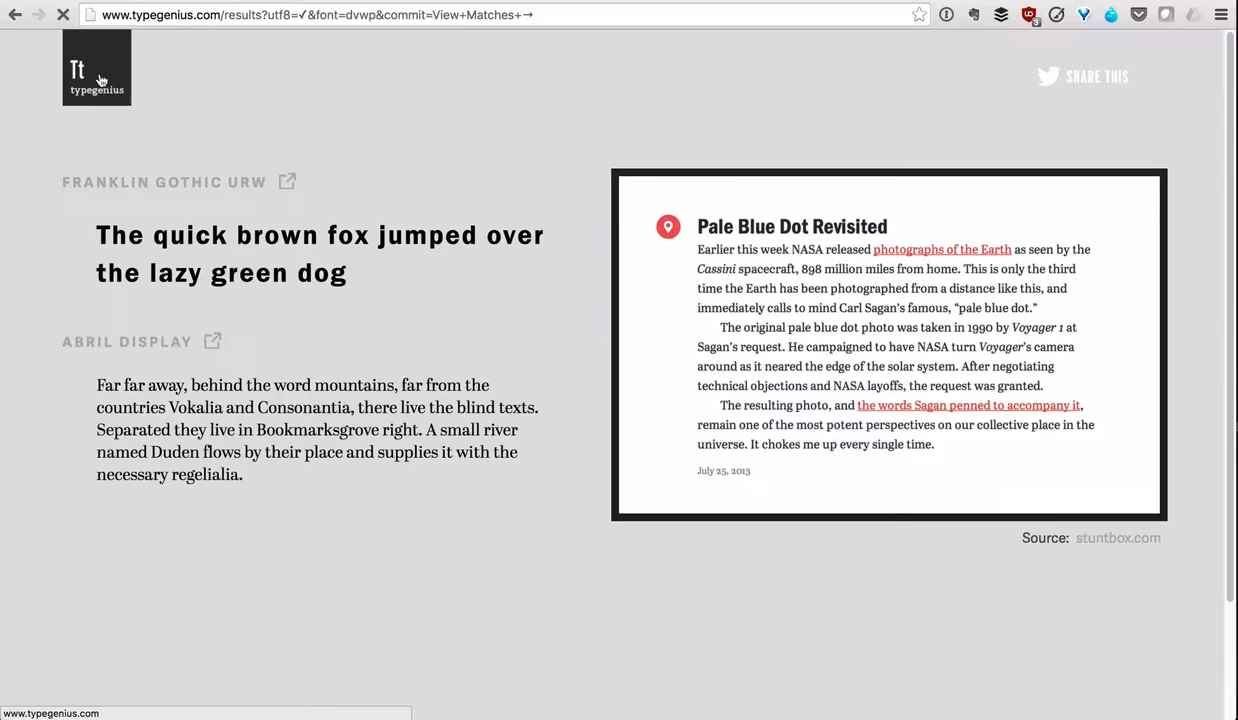 www.typegenius.com/results?utf8=✓&font=dvwp&commit=View+Matches+→
3
Tt
typegenius
SHARE THIS
FRANKLIN GOTHIC URW
The quick brown fox jumped over
the lazy green dog
ABRIL DISPLAY
Far far away, behind the word mountains, far from the
countries Vokalia and Consonantia, there live the blind texts.
Separated they live in Bookmarksgrove right. A small river
named Duden flows by their place and supplies it with the
necessary regelialia.
Pale Blue Dot Revisited
Earlier this week NASA released photographs of the Earth as seen by the
Cassini spacecraft, 898 million miles from home. This is only the third
time the Earth has been photographed from a distance like this, and
immediately calls to mind Carl Sagan's famous, “pale blue dot.”
The original pale blue dot photo was taken in 1990 by Voyager 1 at
Sagan's request. He campaigned to have NASA turn Voyager's camera
around as it neared the edge of the solar system. After negotiating
technical objections and NASA layoffs, the request was granted.
The resulting photo, and the words Sagan penned to accompany it,
remain one of the most potent perspectives on our collective place in the
universe. It chokes me up every single time.
July 25, 2013
Source: stuntbox.com
www.typegenius.com